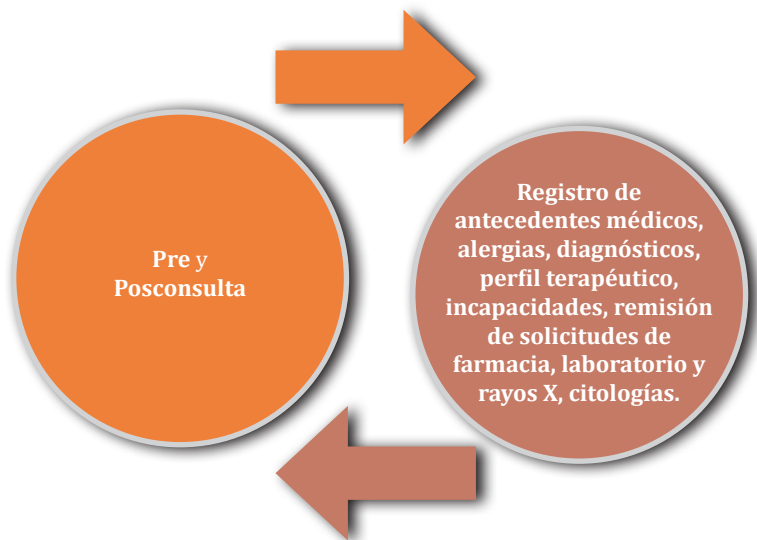 Pre y
Posconsulta
Registro de
antecedentes médicos,
alergias, diagnósticos,
perfil terapéutico,
incapacidades, remisión
de solicitudes de
farmacia, laboratorio y
rayos X, citologías.